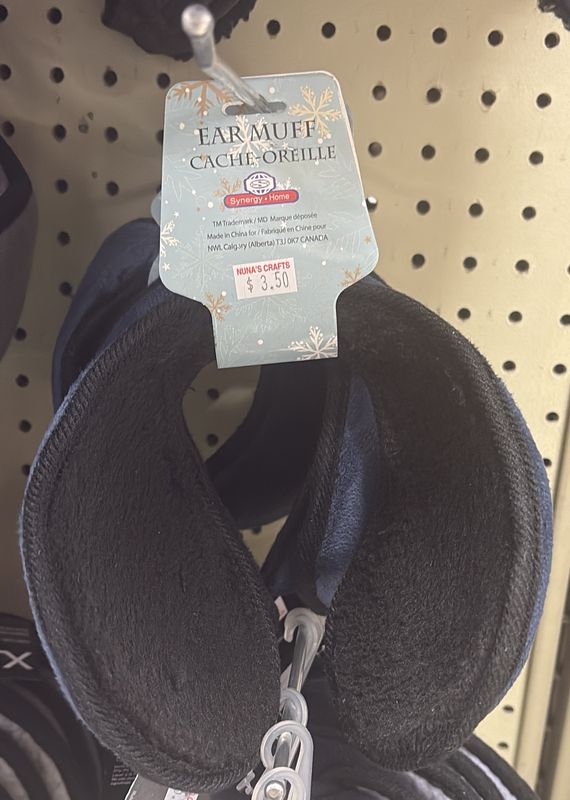 EAR MUFF
CACHE-OREILLE
Synergy • Home
TM Trademark / MD Marque déposée
Made in China for / Fabriqué en Chine pour
NWL Calgary (Alberta) T3J 0K7 CANADA
NUNA'S CRAFTS
$ 3.50
X